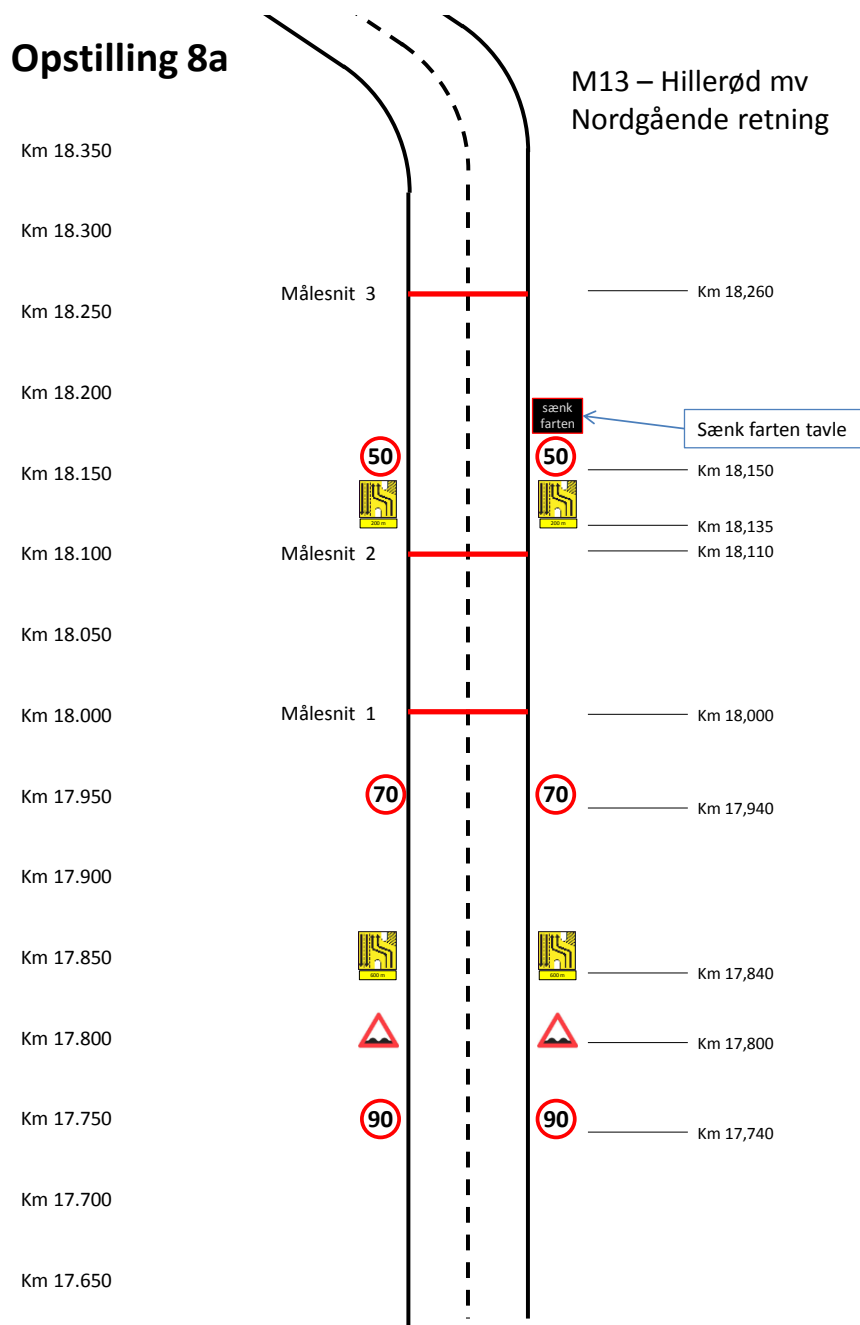 Opstilling 8a
M13 – Hillerød mv
Nordgående retning
Km 18.350
Km 18.300
Målesnit 3
Km 18,260
Km 18.250
Km 18.200
sænk
farten
Sænk farten tavle
50
50
Km 18.150
Km 18,150
200 m
200 m
Km 18,135
Km 18.100
Målesnit 2
Km 18,110
Km 18.050
Km 18.000
Målesnit 1
Km 18,000
Km 17.950
70
70
Km 17,940
Km 17.900
Km 17.850
600 m
600 m
Km 17,840
Km 17.800
Km 17,800
Km 17.750
90
90
Km 17,740
Km 17.700
Km 17.650